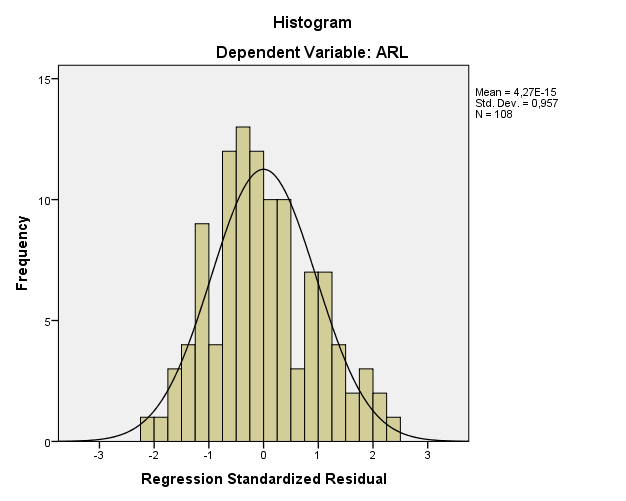 Histogram
Dependent Variable: ARL
Mean = 4,27E-15
Std. Dev. = 0,957
N = 108
Frequency
15
10
5
0
-3 -2 -1 0 1 2 3
Regression Standardized Residual